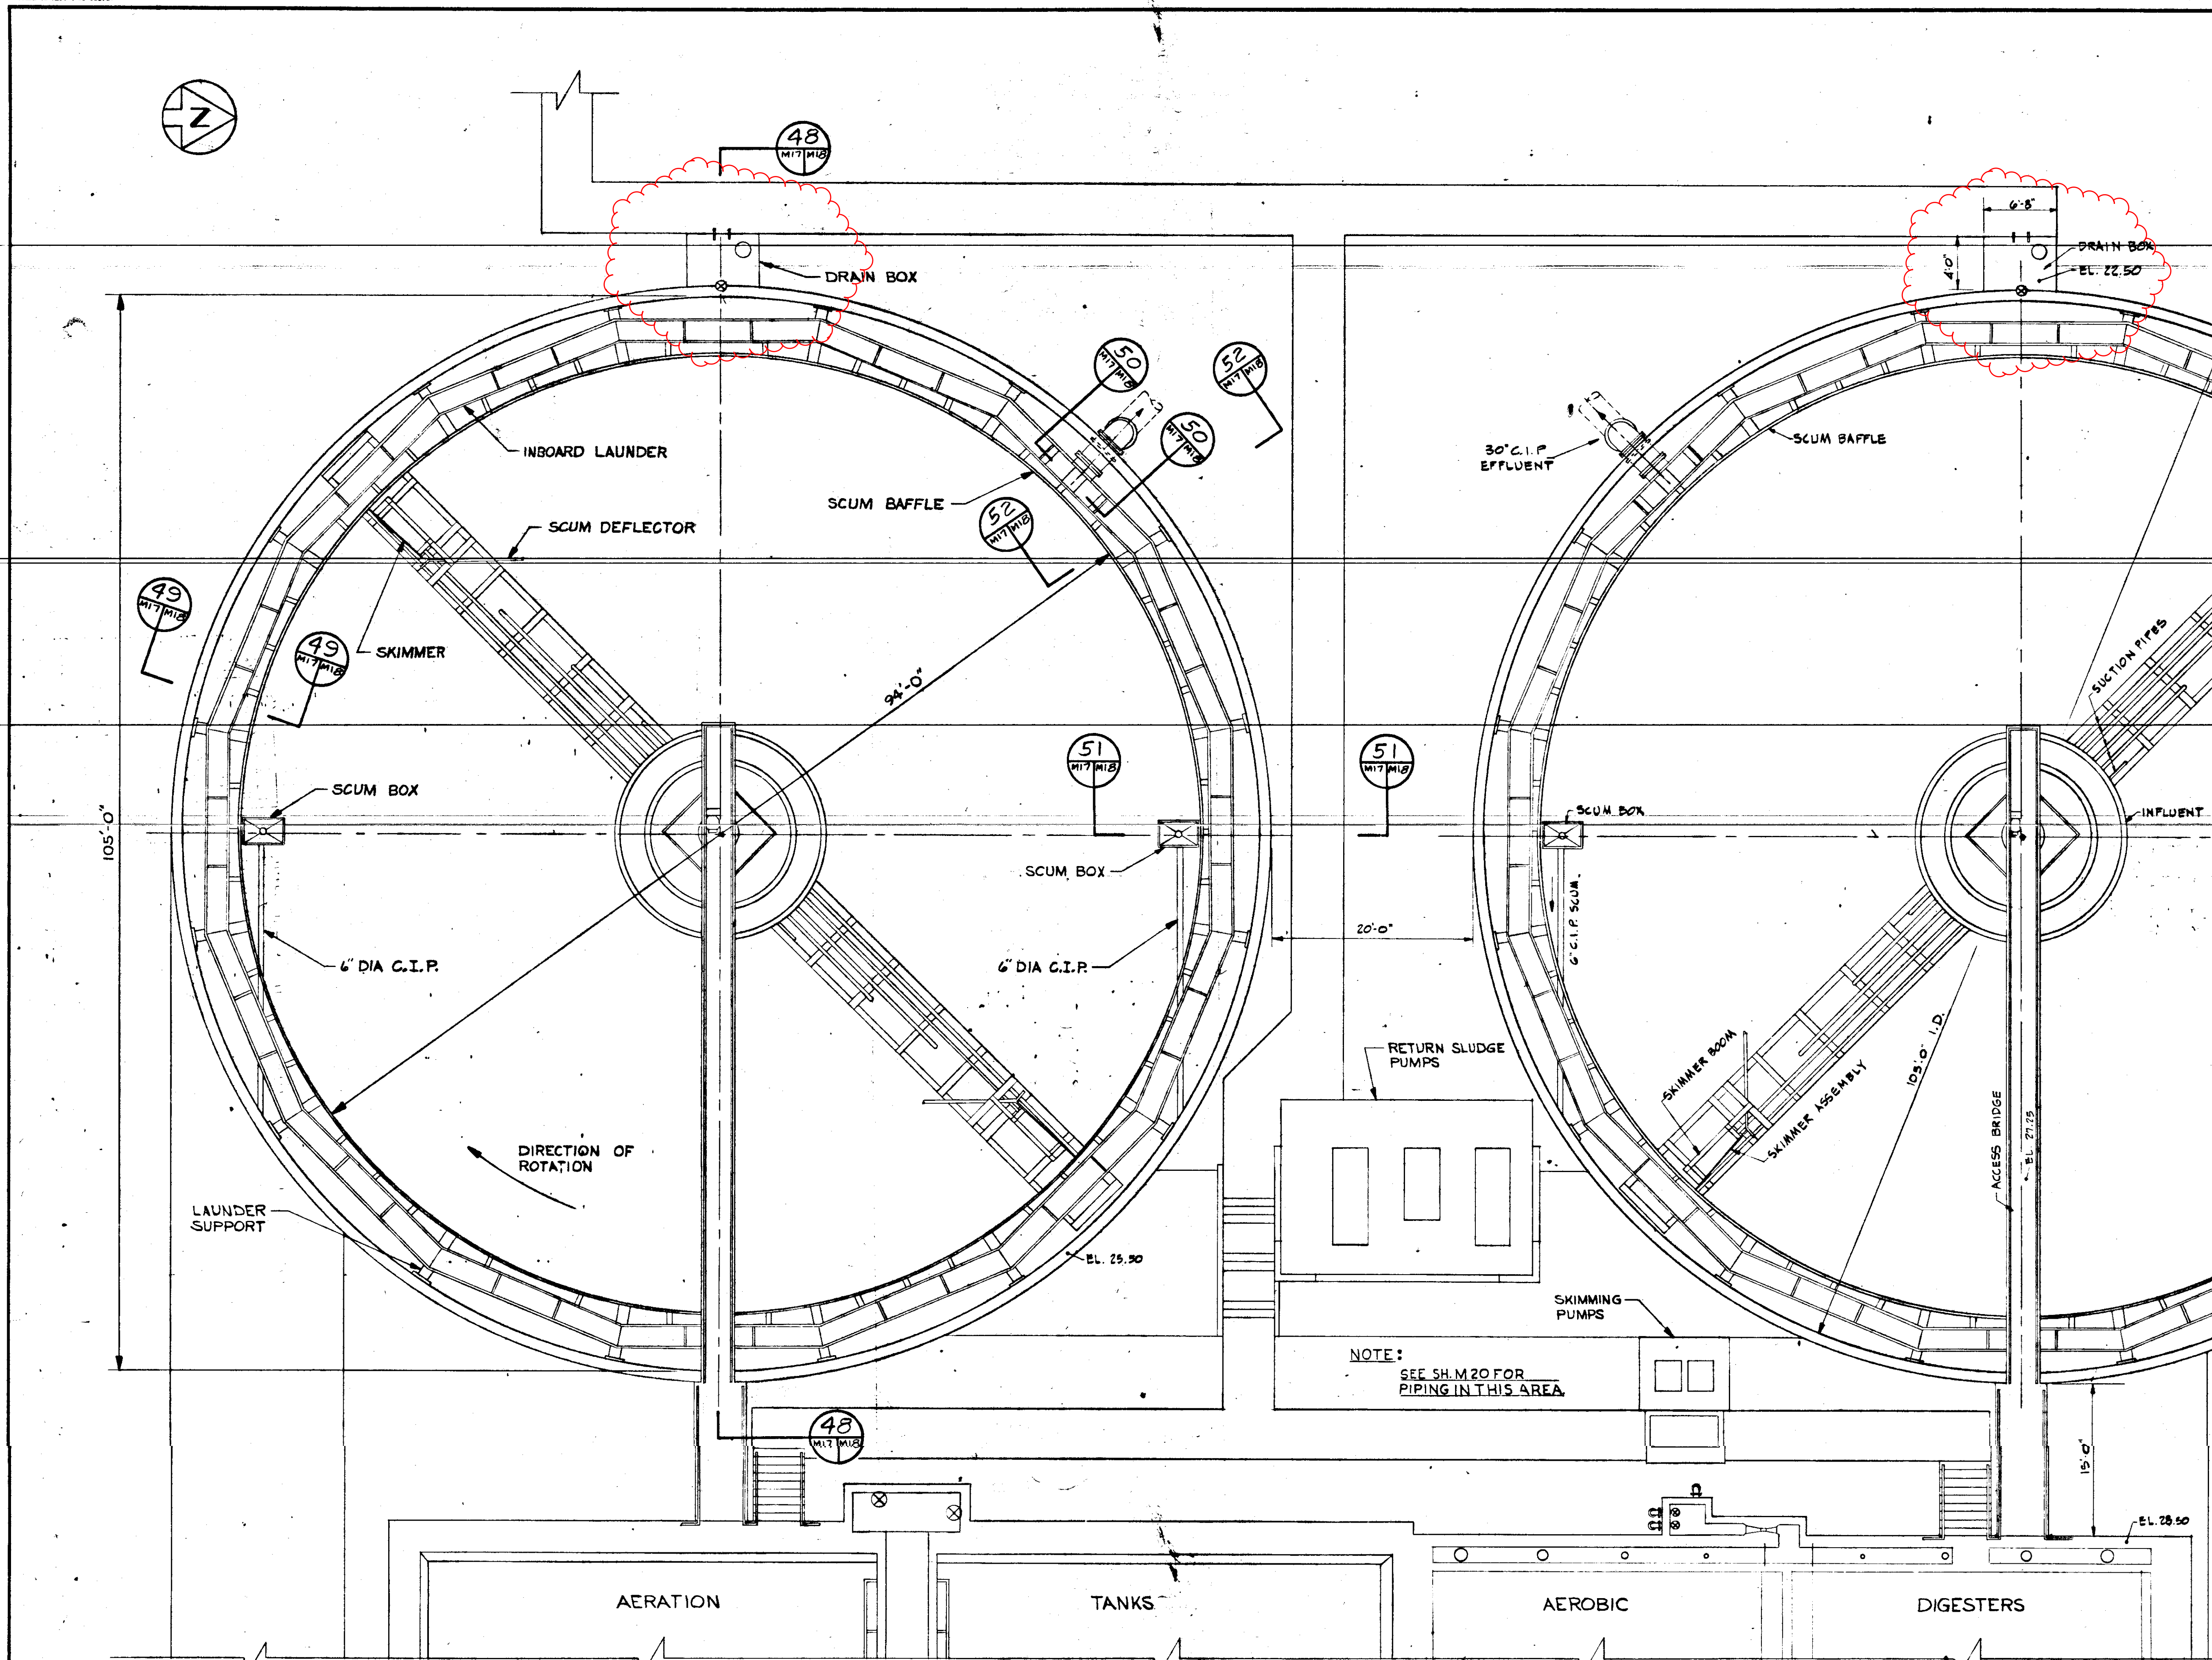 N
48
M17 M18
6'-8"
DRAIN BOX
DRAIN BOX
4'-0"
EL. 22.50
50
M17 M18
52
M17 M18
50
M17 M18
INBOARD LAUNDER
30" C.I.P.
EFFLUENT
SCUM BAFFLE
SCUM BAFFLE
52
M17 M18
SCUM DEFLECTOR
49
M17 M18
49
M17 M18
SKIMMER
94'-0"
SUCTION PIPES
51
M17 M18
51
M17 M18
SCUM BOX
105'-0"
SCUM BOX
INFLUENT
SCUM BOX
6" DIA C.I.P.
6" DIA C.I.P.
6" C.I.P. SCUM
20'-0"
RETURN SLUDGE
PUMPS
SKIMMER BOOM
SKIMMER ASSEMBLY
105'-0" I.D.
ACCESS BRIDGE
EL. 27.25
DIRECTION OF
ROTATION
LAUNDER
SUPPORT
EL. 25.50
SKIMMING
PUMPS
NOTE:
SEE SH. M20 FOR
PIPING IN THIS AREA
48
M17 M18
15'-0"
EL. 28.50
AERATION
TANKS
AEROBIC
DIGESTERS